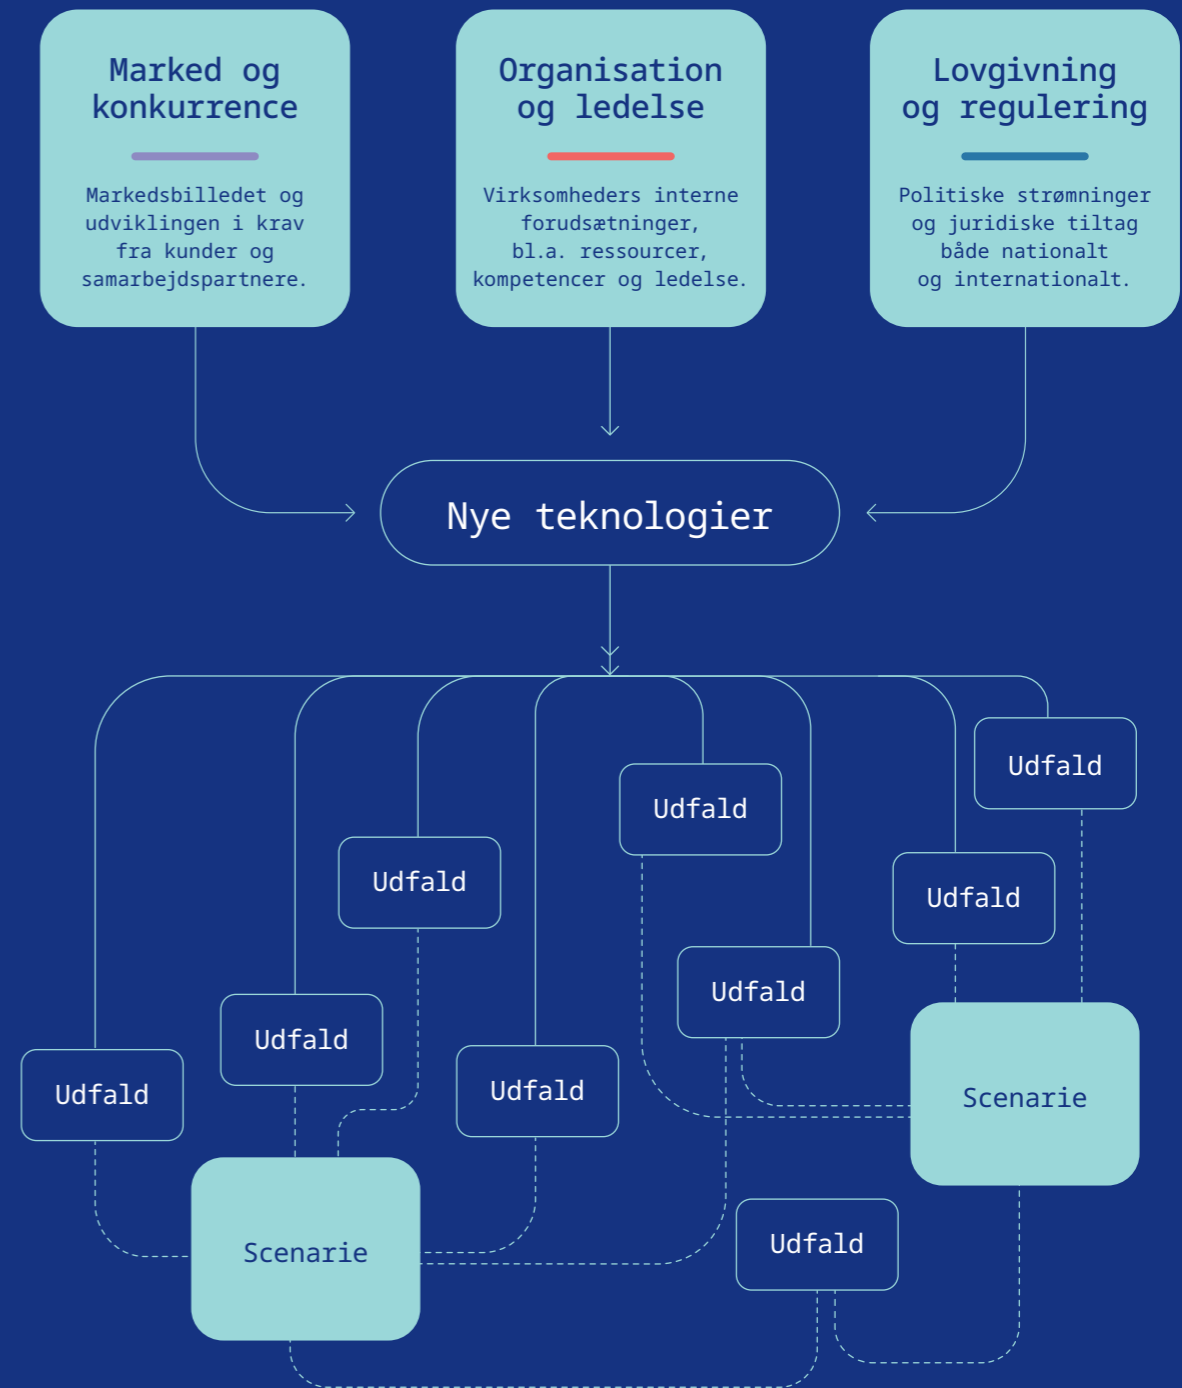 Marked og
konkurrence
Markedsbilledet og
udviklingen i krav
fra kunder og
samarbejdspartnere.
Organisation
og ledelse
Virksomheders interne
forudsætninger,
bl.a. ressourcer,
kompetencer og ledelse.
Lovgivning
og regulering
Politiske strømninger
og juridiske tiltag
både nationalt
og internationalt.
Nye teknologier
Udfald
Udfald
Udfald
Udfald
Udfald
Udfald
Udfald
Udfald
Scenarie
Scenarie
Udfald